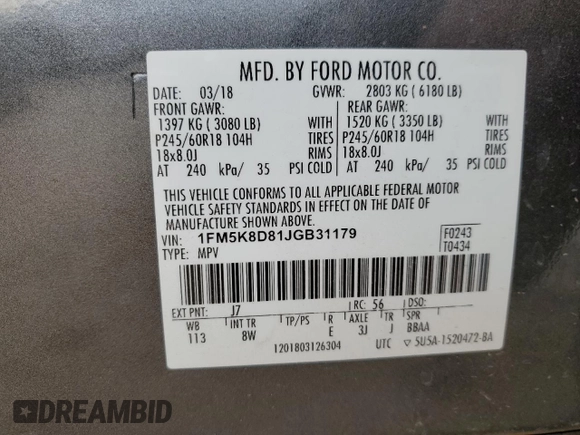 MFD. BY FORD MOTOR CO.
DATE: 03/18 GVWR: 2803 KG ( 6180 LB)
FRONT GAWR: REAR GAWR:
1397 KG ( 3080 LB) WITH 1520 KG ( 3350 LB) WITH
P245/60R18 104H TIRES P245/60R18 104H TIRES
18x8.0J RIMS 18x8.0J RIMS
AT 240 kPa/ 35 PSI COLD AT 240 kPa/ 35 PSI COLD
THIS VEHICLE CONFORMS TO ALL APPLICABLE FEDERAL MOTOR
VEHICLE SAFETY STANDARDS IN EFFECT ON THE DATE OF
MANUFACTURE SHOWN ABOVE.
VIN: 1FM5K8D81JGB31179 F0243
TYPE: MPV T0434
EXT PNT: J7 RC: 56 DSO:
WB INT TR TP/PS R AXLE TR SPR
113 8W E 3J J BBAA
1201803126304 UTC ▽ 5U5A-1520472-BA
DREAMBID